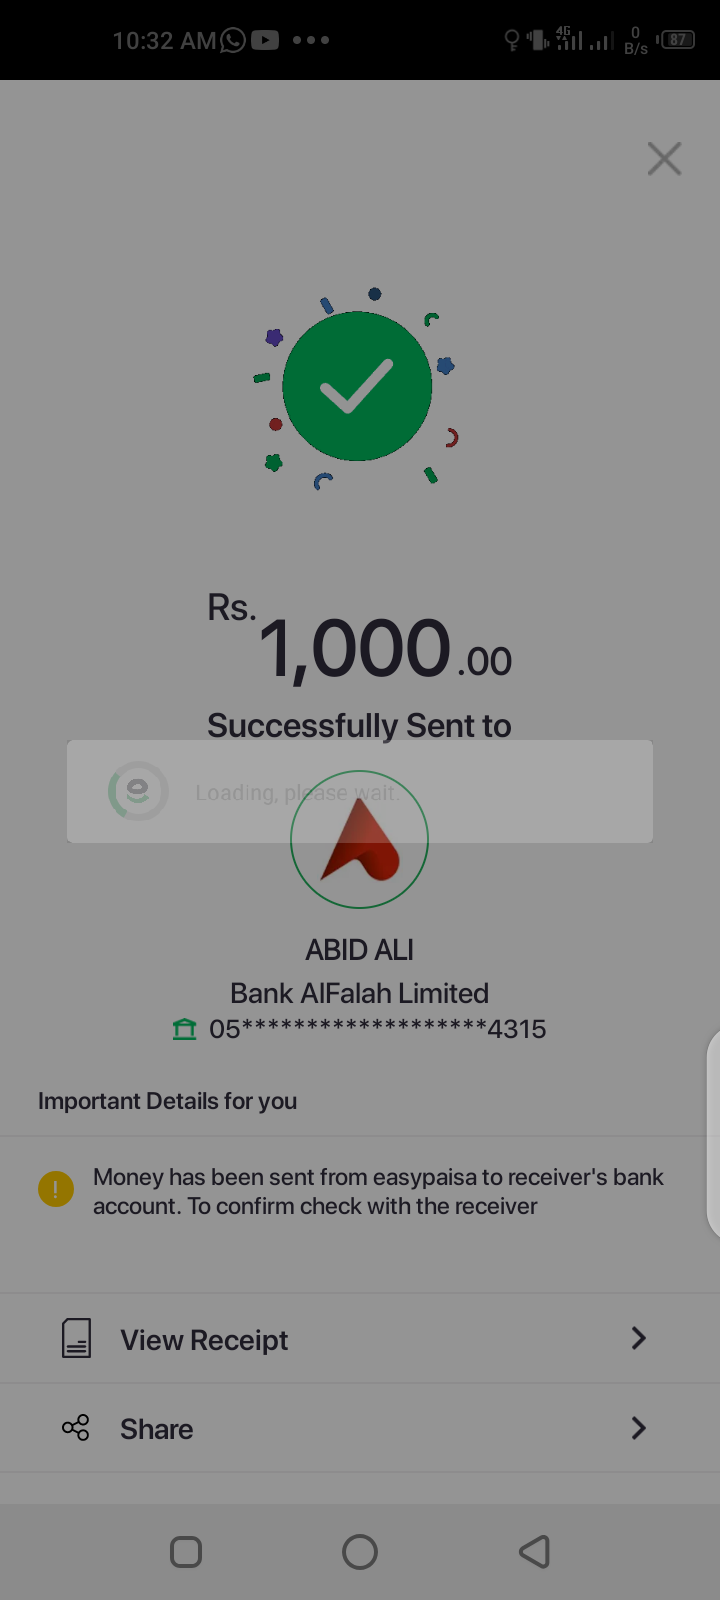 10:32 AM
4G
0
B/s
87
Rs. 1,000.00
Successfully Sent to
Loading, please wait.
ABID ALI
Bank AlFalah Limited
05*******************4315
Important Details for you
Money has been sent from easypaisa to receiver's bank
account. To confirm check with the receiver
View Receipt
Share